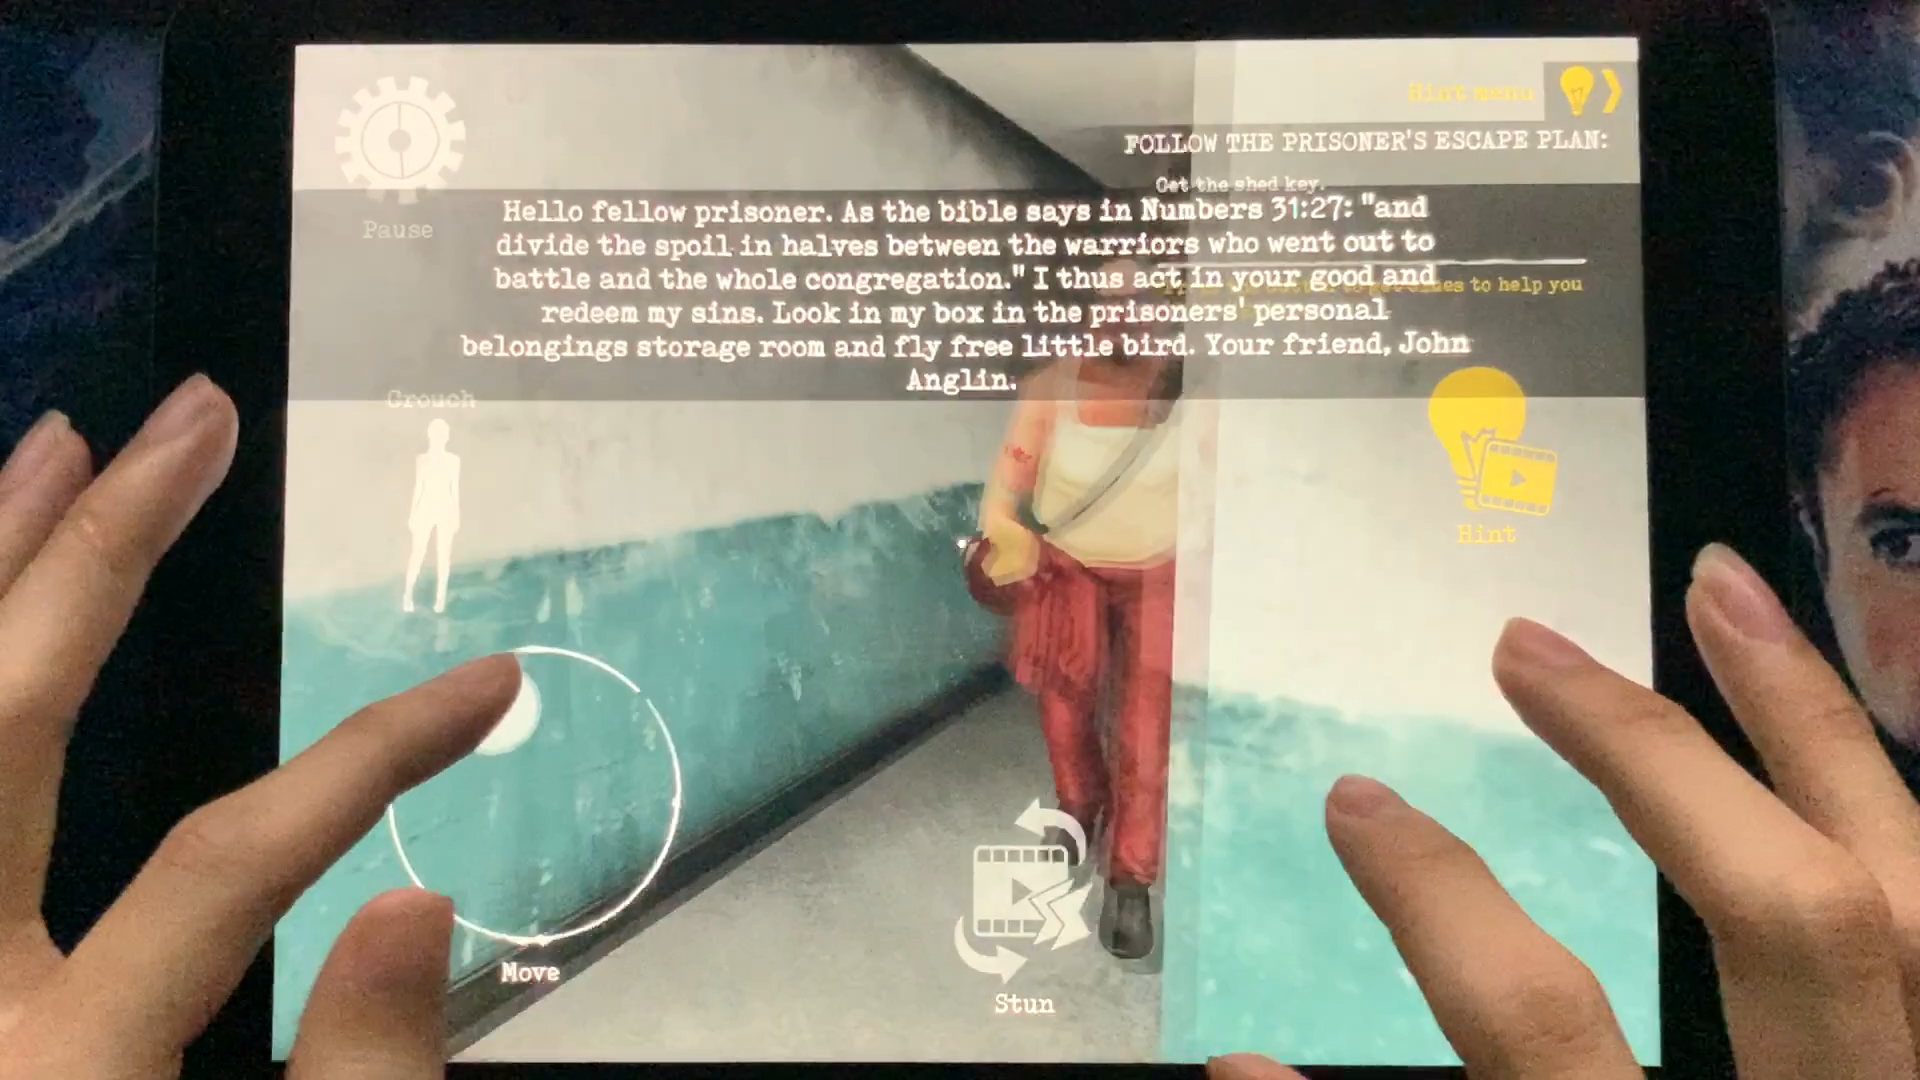 Hint menu
FOLLOW THE PRISONER'S ESCAPE PLAN:
Get the shed key.
Pause
Hello fellow prisoner. As the bible says in Numbers 31:27: "and
divide the spoil in halves between the warriors who went out to
battle and the whole congregation." I thus act in your good and
redeem my sins. Look in my box in the prisoners' personal
belongings storage room and fly free little bird. Your friend, John
Anglin.
to help you
Crouch
Hint
Move
Stun